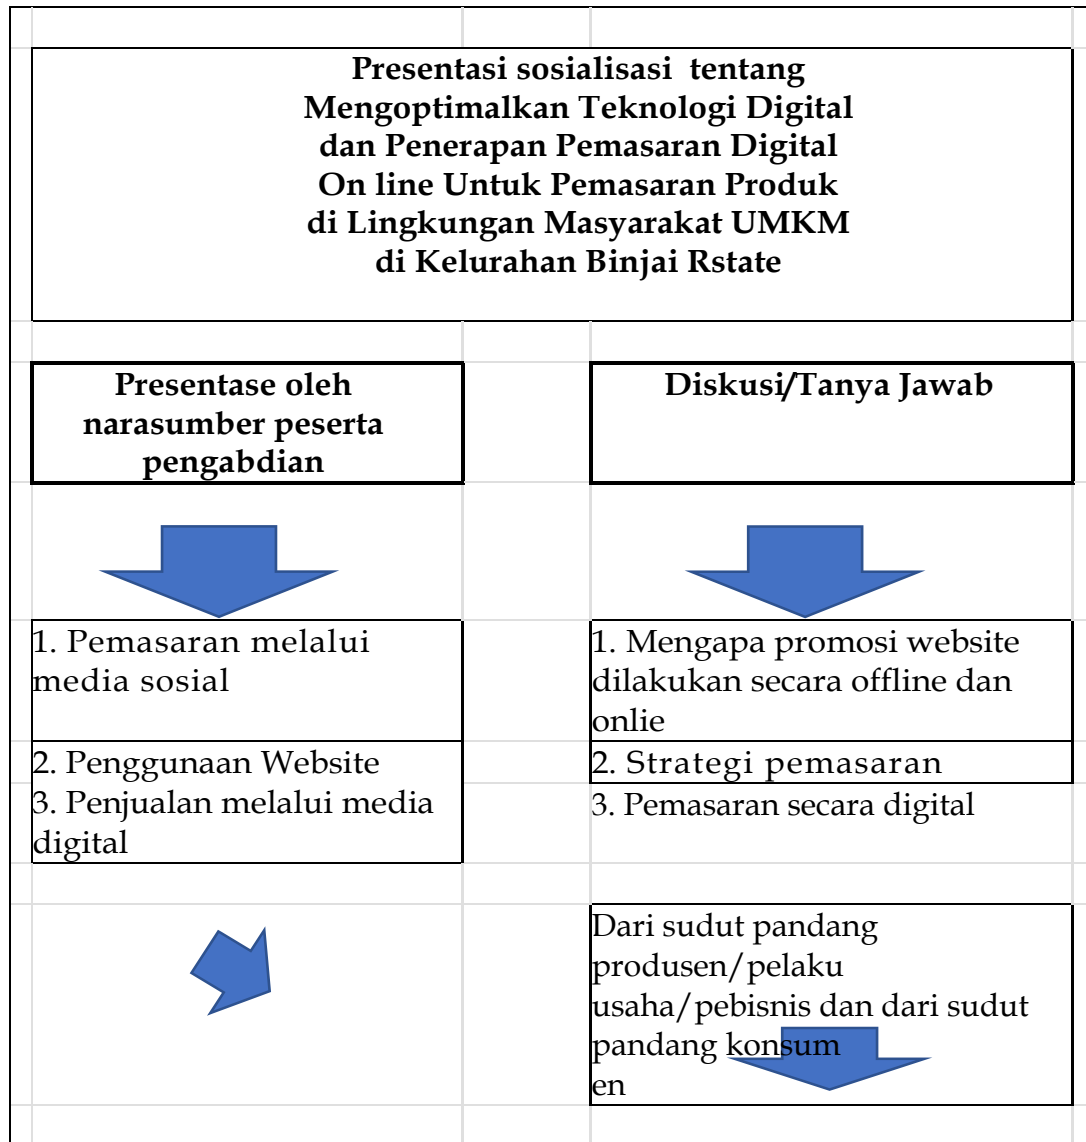 Presentasi sosialisasi tentang
Mengoptimalkan Teknologi Digital
dan Penerapan Pemasaran Digital
On line Untuk Pemasaran Produk
di Lingkungan Masyarakat UMKM
di Kelurahan Binjai Rstate
Presentase oleh
narasumber peserta
pengabdian
Diskusi/Tanya Jawab
1. Pemasaran melalui
media sosial
2. Penggunaan Website
3. Penjualan melalui media
digital
1. Mengapa promosi website
dilakukan secara offline dan
onlie
2. Strategi pemasaran
3. Pemasaran secara digital
Dari sudut pandang
produsen/pelaku
usaha/pebisnis dan dari sudut
pandang konsum
en